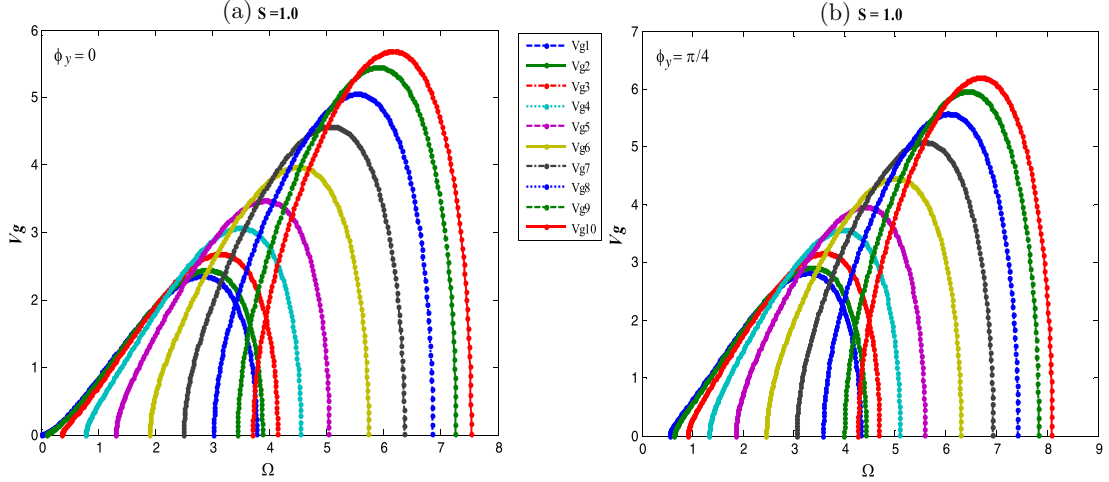 (a) S =1.0
ϕ y = 0
6
5
4
3
2
1
0
Vg
0 1 2 3 4 5 6 7 8
Ω
Vg1
Vg2
Vg3
Vg4
Vg5
Vg6
Vg7
Vg8
Vg9
Vg10
(b) S = 1.0
ϕy = π/4
7
6
5
4
3
2
1
0
Vg
0 1 2 3 4 5 6 7 8 9
Ω